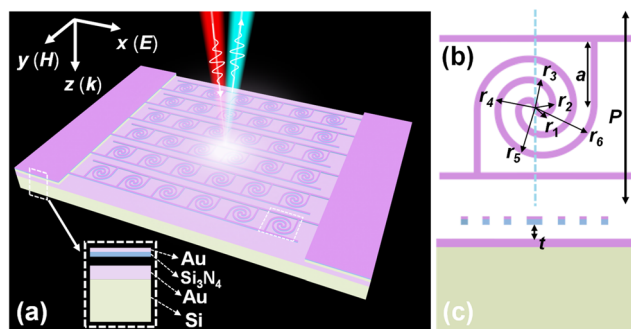 x (E)
y (H)
z (k)
Au
Si₃N₄
Au
Si
(a)
(b)
r₃
a
r₄
r₂
P
r₁
r₆
r₅
t
(c)